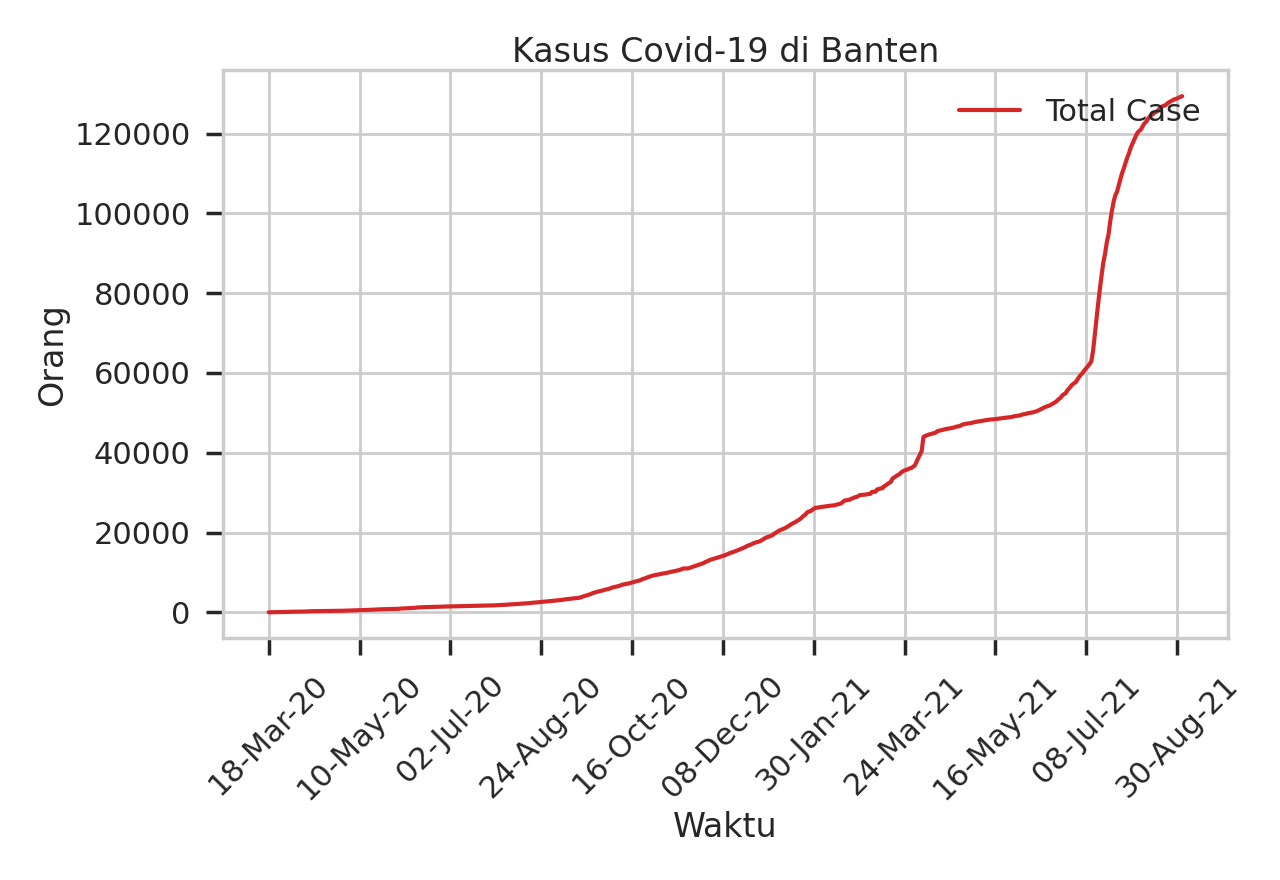 Kasus Covid-19 di Banten
Total Case
Orang
120000
100000
80000
60000
40000
20000
0
18-Mar-20
10-May-20
02-Jul-20
24-Aug-20
16-Oct-20
08-Dec-20
30-Jan-21
24-Mar-21
16-May-21
08-Jul-21
30-Aug-21
Waktu